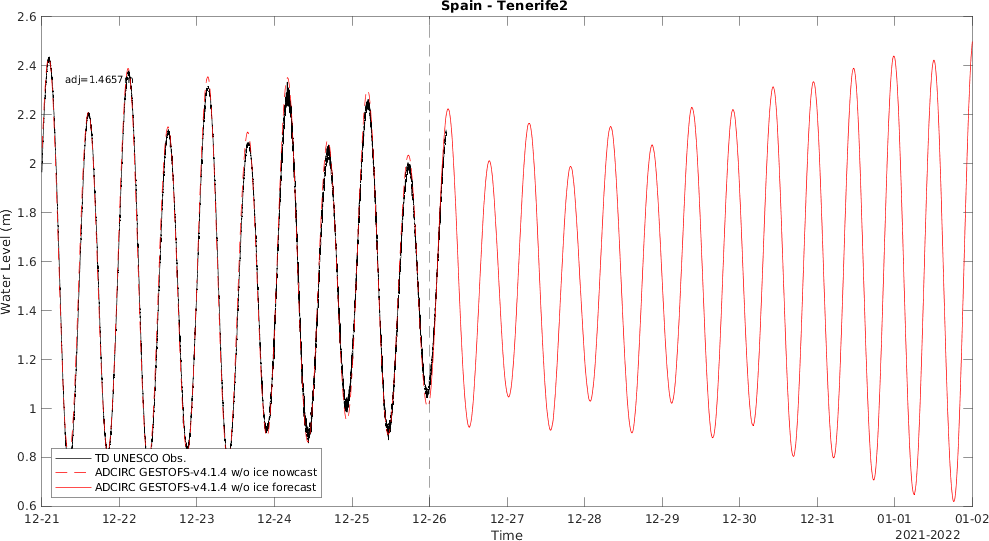 Spain - Tenerife2
2.6
2.4
2.2
2
1.8
1.6
1.4
1.2
1
0.8
0.6
Water Level (m)
adj=1.4657
TD UNESCO Obs.
ADCIRC GESTOFS-v4.1.4 w/o ice nowcast
ADCIRC GESTOFS-v4.1.4 w/o ice forecast
12-21 12-22 12-23 12-24 12-25 12-26 12-27 12-28 12-29 12-30 12-31 01-01 01-02
Time
2021-2022